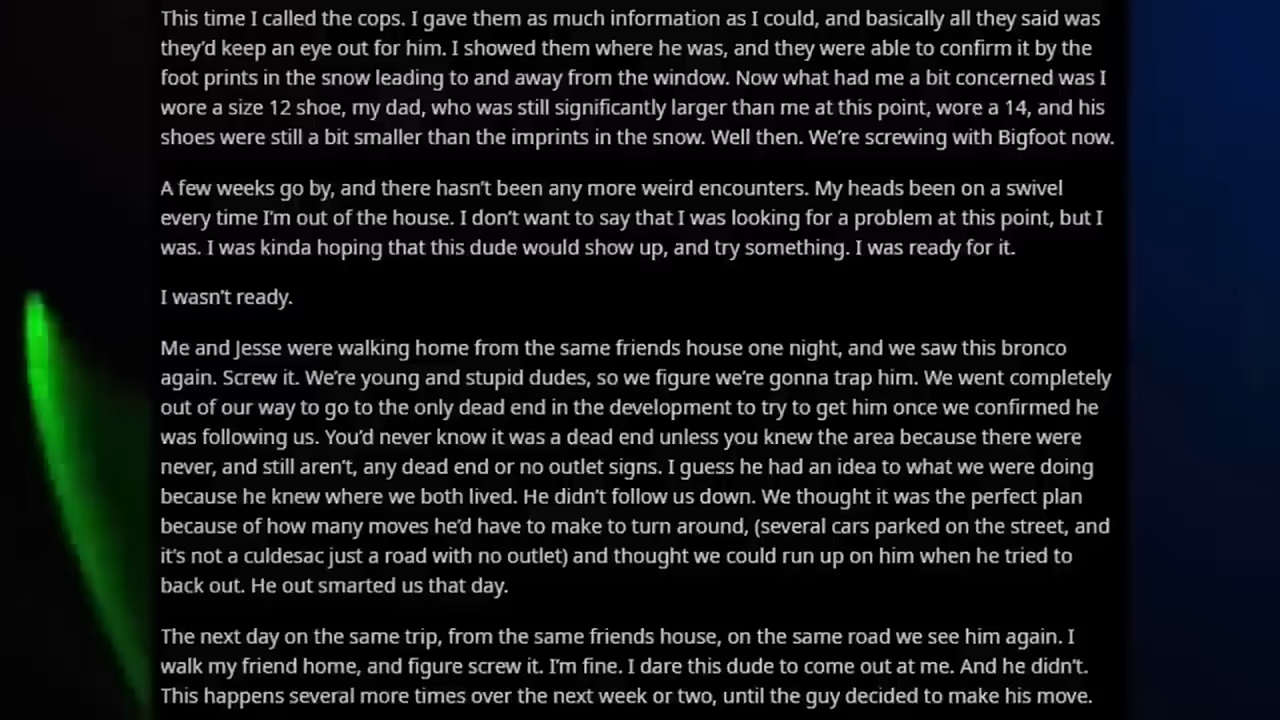 This time I called the cops. I gave them as much information as I could, and basically all they said was
they'd keep an eye out for him. I showed them where he was, and they were able to confirm it by the
foot prints in the snow leading to and away from the window. Now what had me a bit concerned was I
wore a size 12 shoe, my dad, who was still significantly larger than me at this point, wore a 14, and his
shoes were still a bit smaller than the imprints in the snow. Well then. We're screwing with Bigfoot now.
A few weeks go by, and there hasn't been any more weird encounters. My heads been on a swivel
every time I'm out of the house. I don't want to say that I was looking for a problem at this point, but I
was. I was kinda hoping that this dude would show up, and try something. I was ready for it.
I wasn't ready.
Me and Jesse were walking home from the same friends house one night, and we saw this bronco
again. Screw it. We're young and stupid dudes, so we figure we're gonna trap him. We went completely
out of our way to go to the only dead end in the development to try to get him once we confirmed he
was following us. You'd never know it was a dead end unless you knew the area because there were
never, and still aren't, any dead end or no outlet signs. I guess he had an idea to what we were doing
because he knew where we both lived. He didn't follow us down. We thought it was the perfect plan
because of how many moves he'd have to make to turn around, (several cars parked on the street, and
it's not a culdesac just a road with no outlet) and thought we could run up on him when he tried to
back out. He out smarted us that day.
The next day on the same trip, from the same friends house, on the same road we see him again. I
walk my friend home, and figure screw it. I'm fine. I dare this dude to come out at me. And he didn't.
This happens several more times over the next week or two, until the guy decided to make his move.